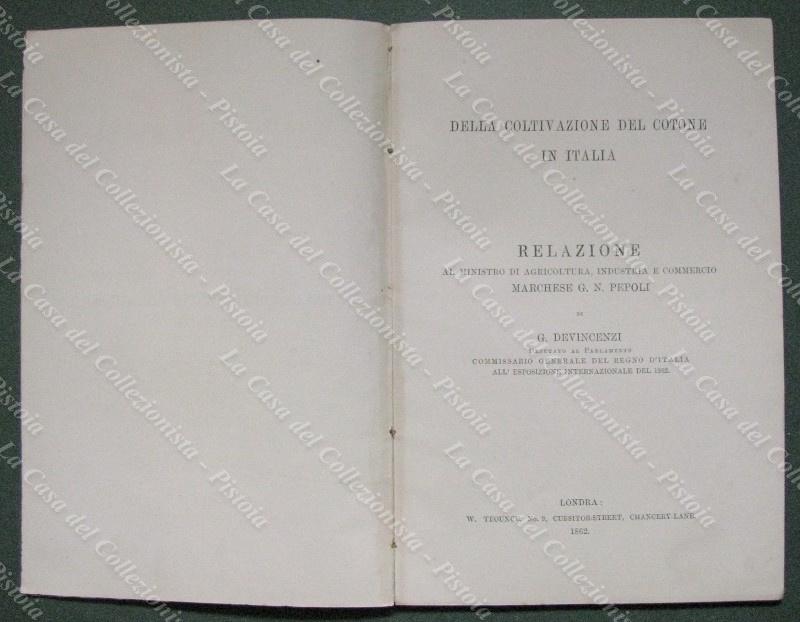 DELLA COLTIVAZIONE DEL COTONE
IN ITALIA
RELAZIONE
AL MINISTRO DI AGRICOLTURA, INDUSTRIA E COMMERCIO
MARCHESE G. N. PEPOLI
DI
G. DEVINCENZI
DEPUTATO AL PARLAMENTO
COMMISSARIO GENERALE DEL REGNO D'ITALIA
ALL' ESPOSIZIONE INTERNAZIONALE DEL 1862.
LONDRA:
W. No. 9, CURSITOR-STREET, CHANCERY-LANE.
1862.
La Casa del Collezionista - Pistoia